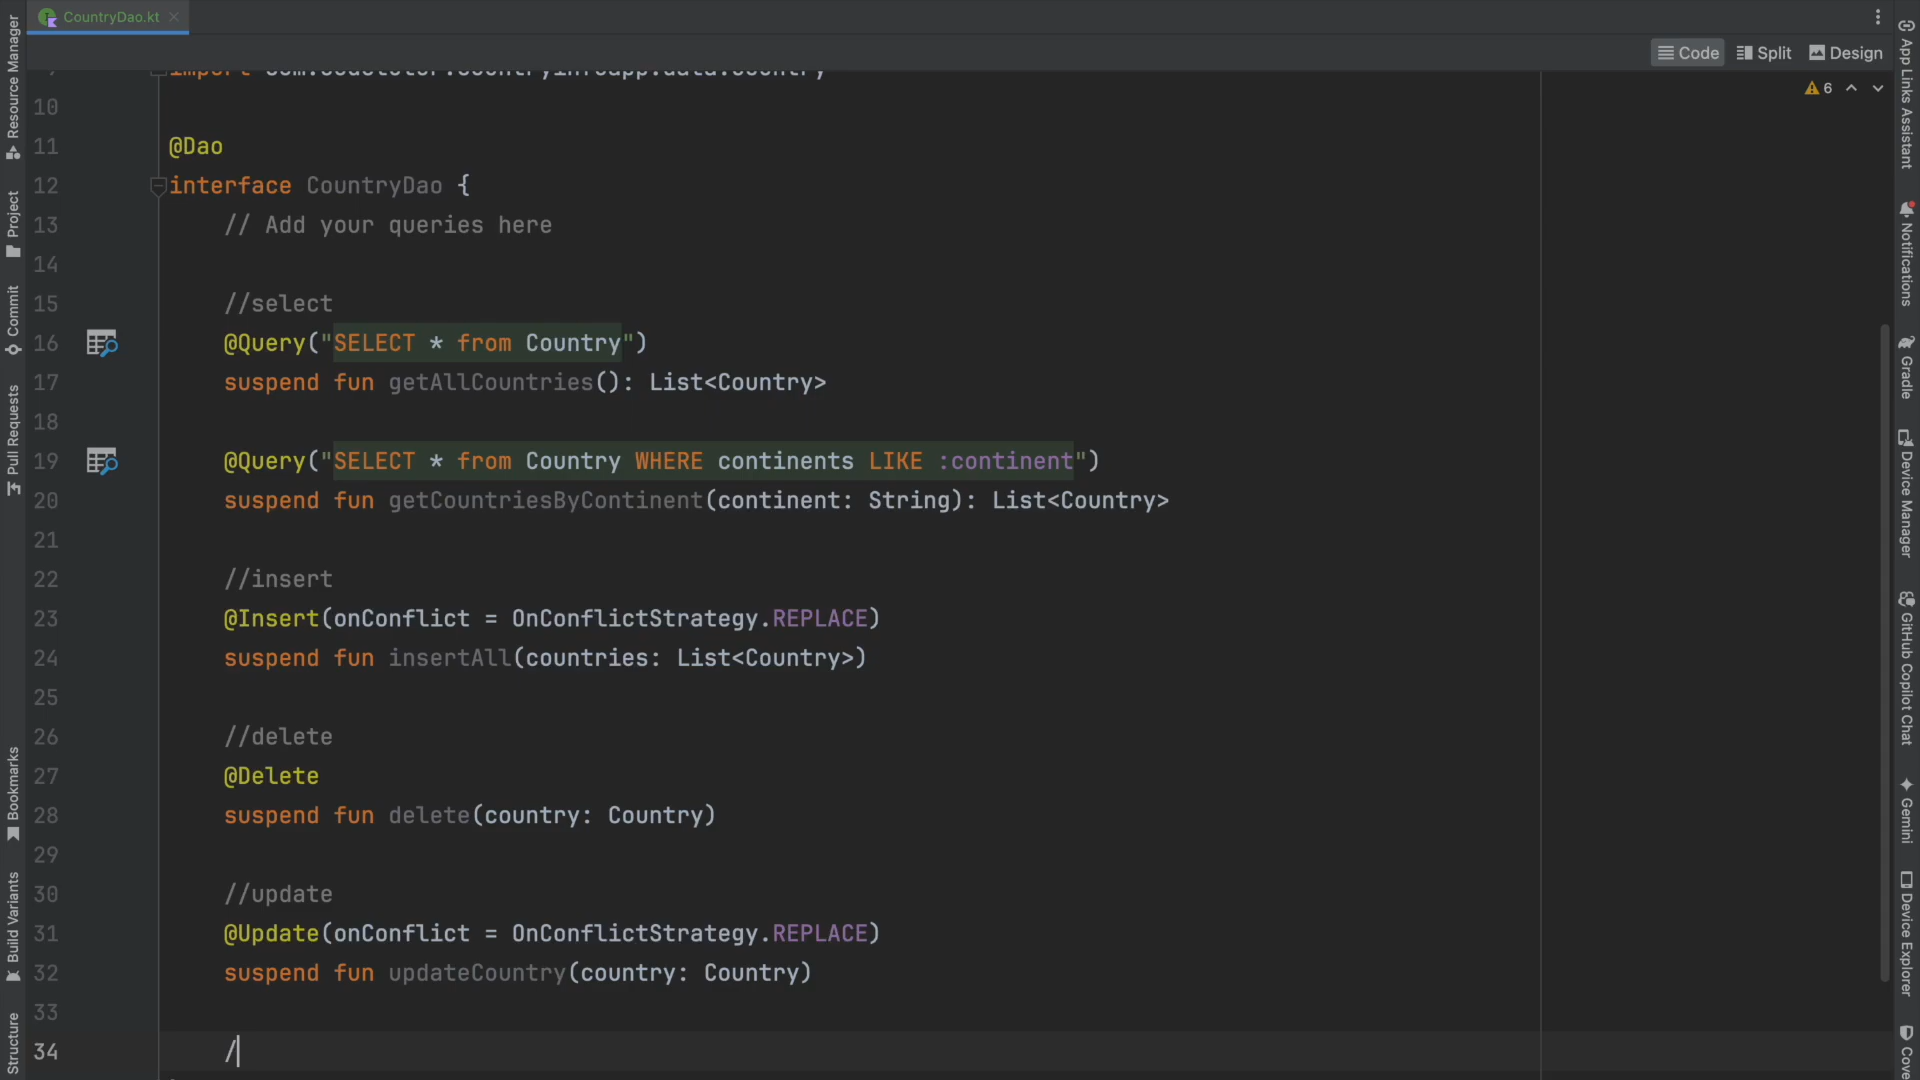 CountryDao.kt
Code
Split
Design
6
10
11 @Dao
12 interface CountryDao {
13 // Add your queries here
14
15 //select
16 @Query("SELECT * from Country")
17 suspend fun getAllCountries(): List<Country>
18
19 @Query("SELECT * from Country WHERE continents LIKE :continent")
20 suspend fun getCountriesByContinent(continent: String): List<Country>
21
22 //insert
23 @Insert(onConflict = OnConflictStrategy.REPLACE)
24 suspend fun insertAll(countries: List<Country>)
25
26 //delete
27 @Delete
28 suspend fun delete(country: Country)
29
30 //update
31 @Update(onConflict = OnConflictStrategy.REPLACE)
32 suspend fun updateCountry(country: Country)
33
34 /
Resource Manager
Project
Commit
Pull Requests
Bookmarks
Build Variants
Structure
App Links Assistant
Notifications
Gradle
Device Manager
GitHub Copilot Chat
Gemini
Device Explorer